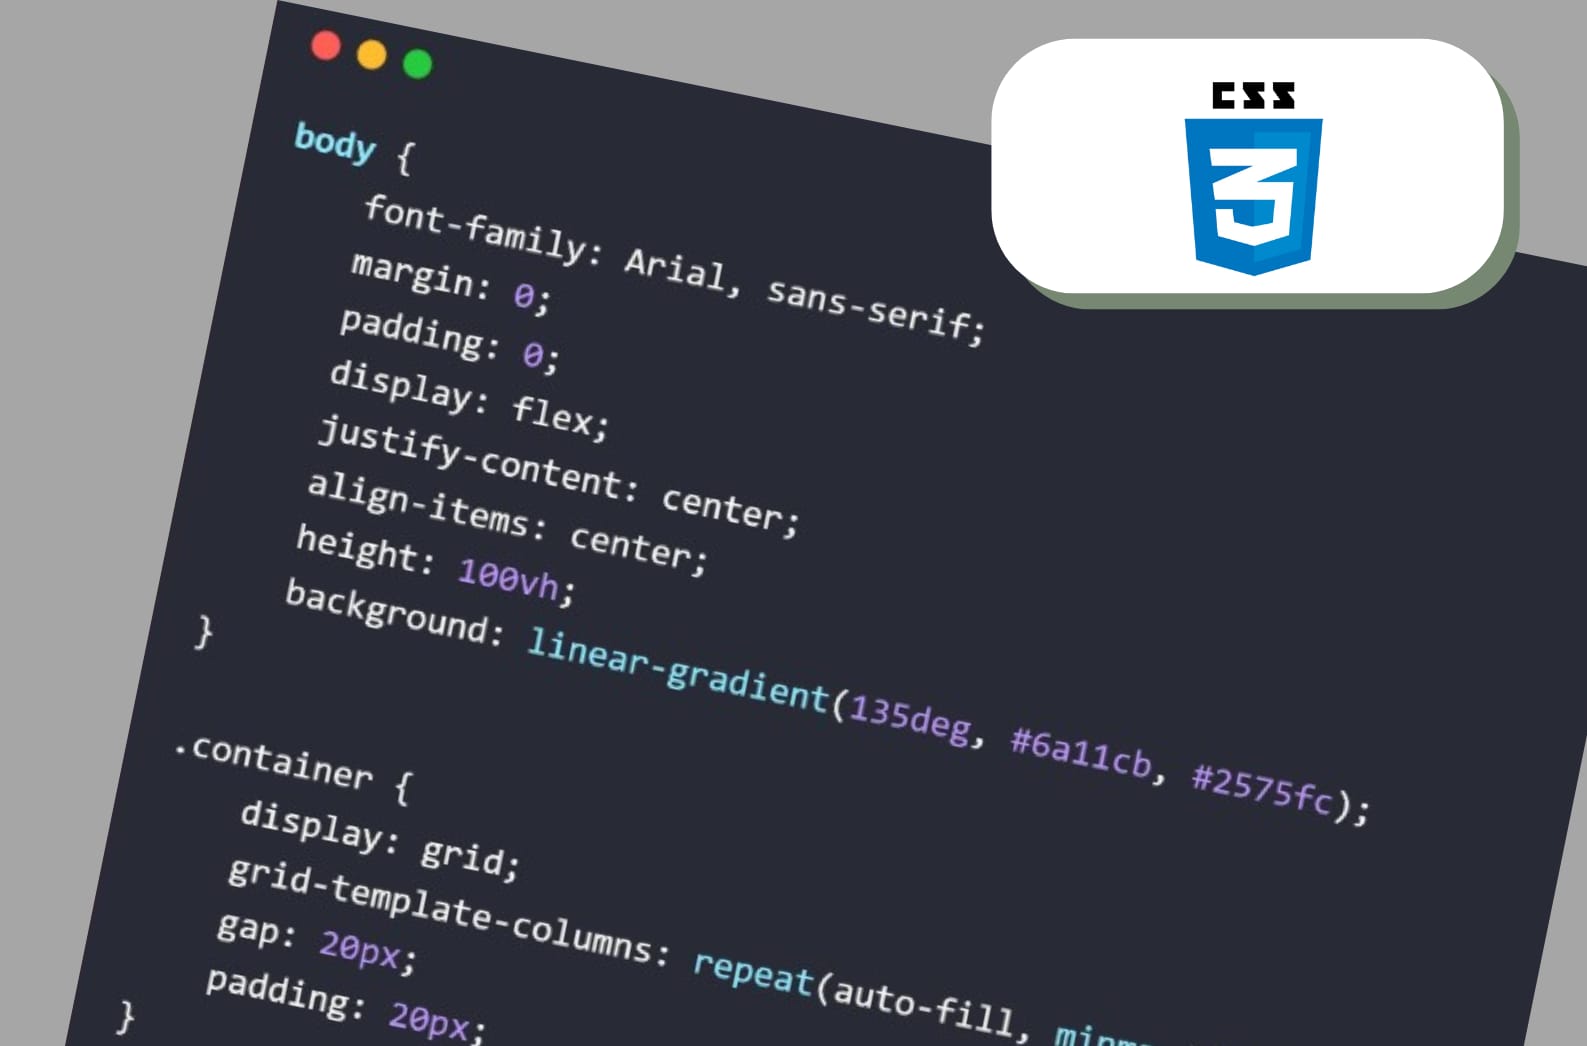 CSS
3
body {
font-family: Arial, sans-serif;
margin: 0;
padding: 0;
display: flex;
justify-content: center;
align-items: center;
height: 100vh;
background: linear-gradient(135deg, #6a11cb, #2575fc);
}
.container {
display: grid;
grid-template-columns: repeat(auto-fill,
gap: 20px;
padding: 20px;
}